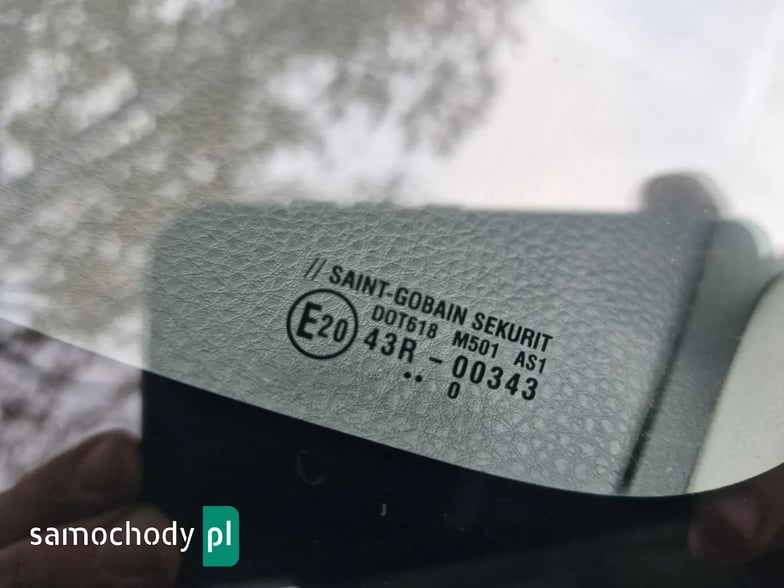 // SAINT-GOBAIN SEKURIT
DOT618 M501 AS1
E20 43R - 00343
.. 0
samochody pl